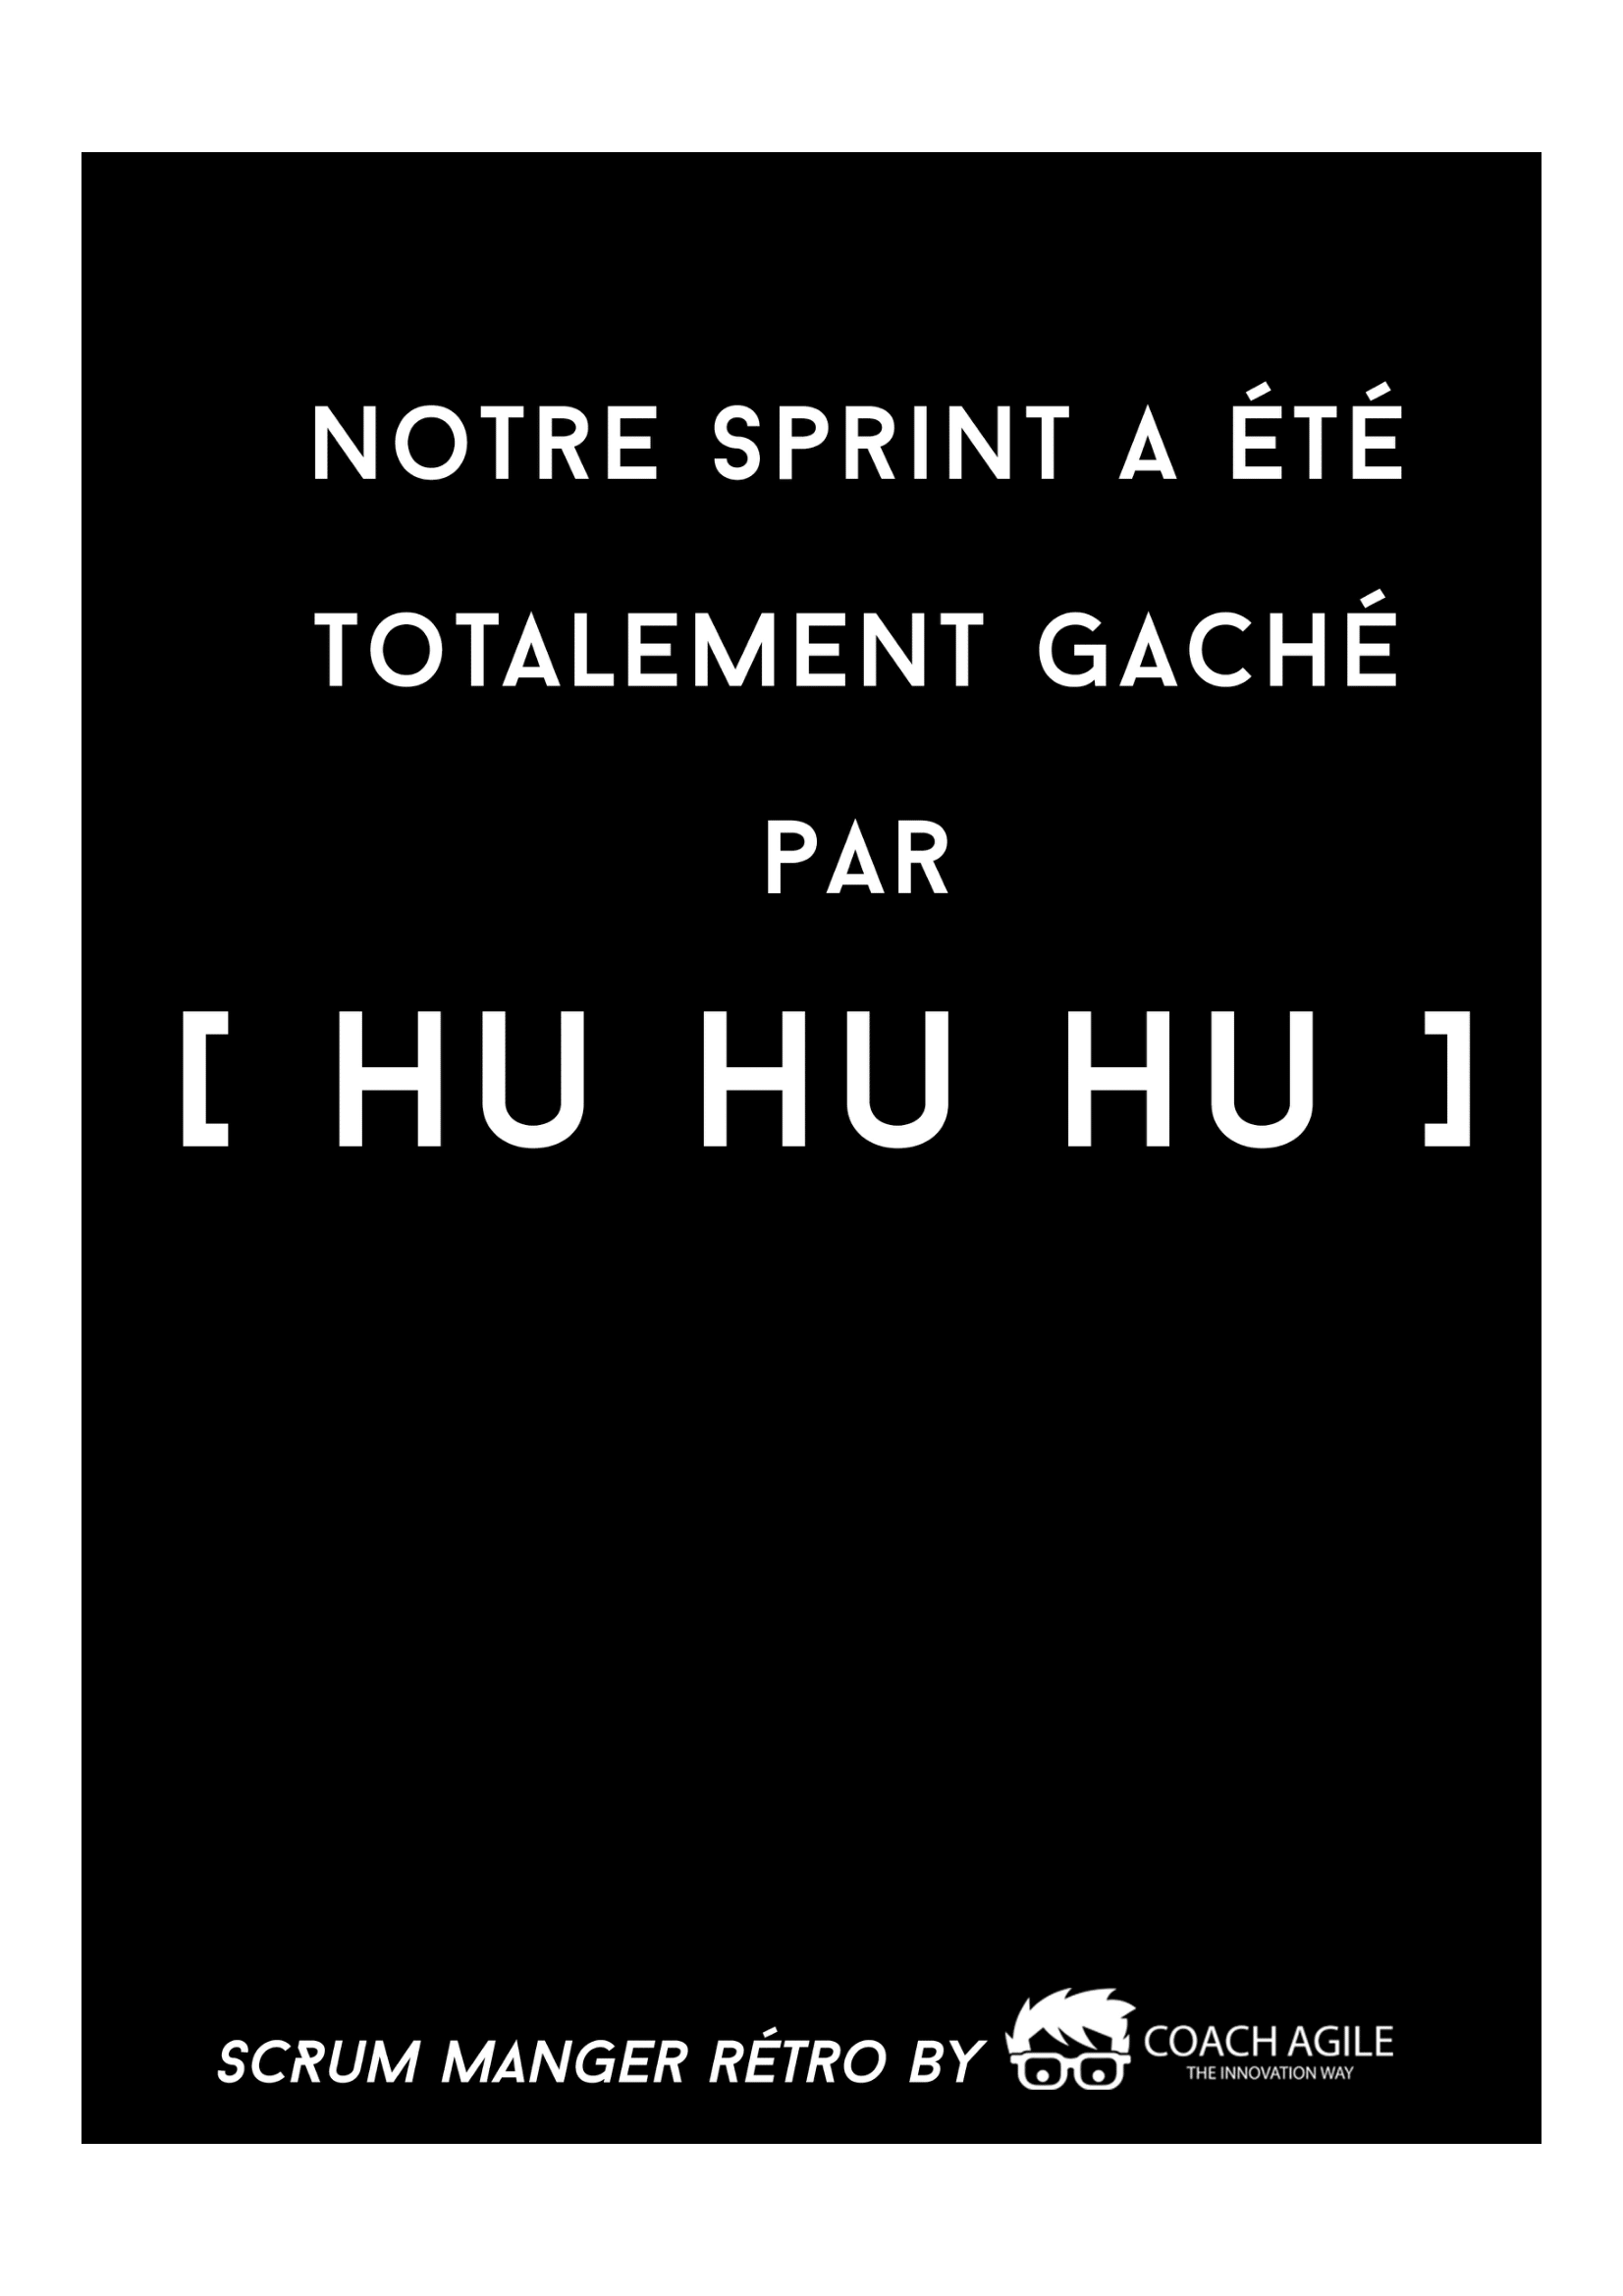 NOTRE SPRINT A ÉTÉ
TOTALEMENT GACHÉ
PAR
[ HU HU HU ]
SCRUM MANGER RÉTRO BY
COACH AGILE
THE INNOVATION WAY